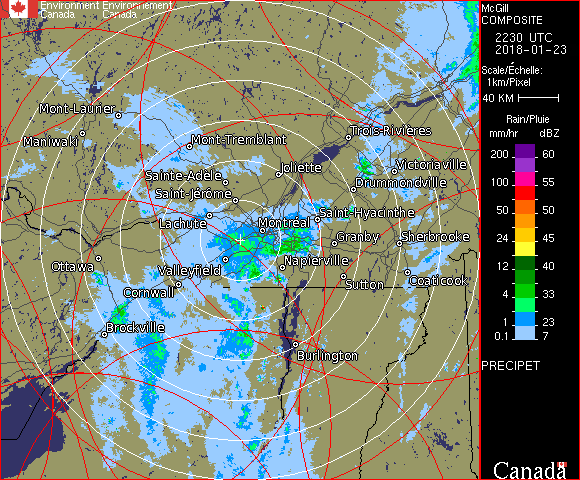 Environment Environnement
Canada Canada
McGill
COMPOSITE
2230 UTC
2018-01-23
Scale/Échelle:
1km/Pixel
40 KM
Rain/Pluie
mm/hr dBZ
200 60
100 55
50 50
24 45
12 40
4 33
2 23
0.1 7
PRECIPET
Canada
Mont-Laurier
Maniwaki
Mont-Tremblant
Trois-Rivières
Joliette
Victoriaville
Sainte-Adèle
Drummondville
Saint-Jérôme
Lachute
Saint-Hyacinthe
Montréal
Granby
Sherbrooke
Ottawa
Valleyfield
Napierville
Cornwall
Sutton
Coaticook
Brockville
Burlington